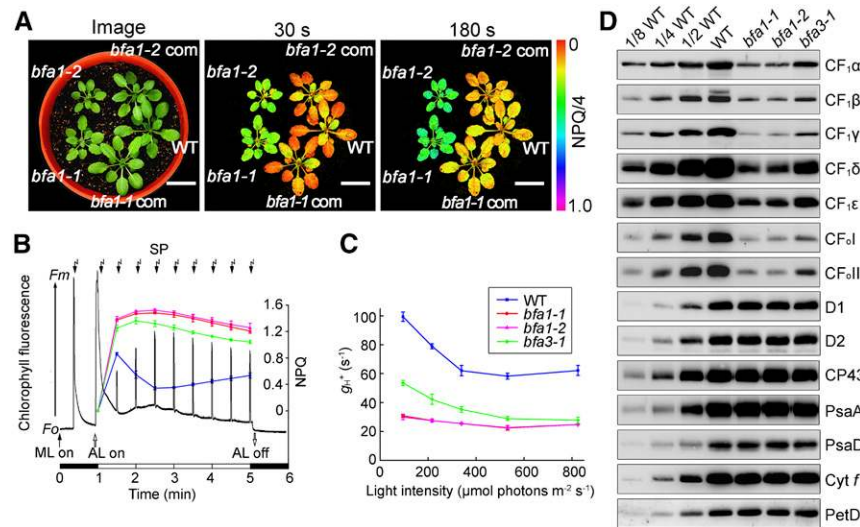 A
Image
30 s
180 s
bfa1-2 com
bfa1-2 com
bfa1-2 com
bfa1-2
bfa1-2
bfa1-2
WT
WT
WT
bfa1-1
bfa1-1
bfa1-1
bfa1-1 com
bfa1-1 com
bfa1-1 com
0
NPQ/4
1.0
B
SP
Fm
Chlorophyll fluorescence
Fo
1.6
1.2
0.8
0.4
0
NPQ
ML on
AL on
AL off
0 1 2 3 4 5 6
Time (min)
C
WT
bfa1-1
bfa1-2
bfa3-1
100
80
60
40
20
0
gH+ (s-1)
0 200 400 600 800
Light intensity (μmol photons m-2 s-1)
D
1/8 WT
1/4 WT
1/2 WT
WT
bfa1-1
bfa1-2
bfa3-1
CF1α
CF1β
CF1γ
CF1δ
CF1ε
CFoI
CFoII
D1
D2
CP43
PsaA
PsaD
Cyt f
PetD